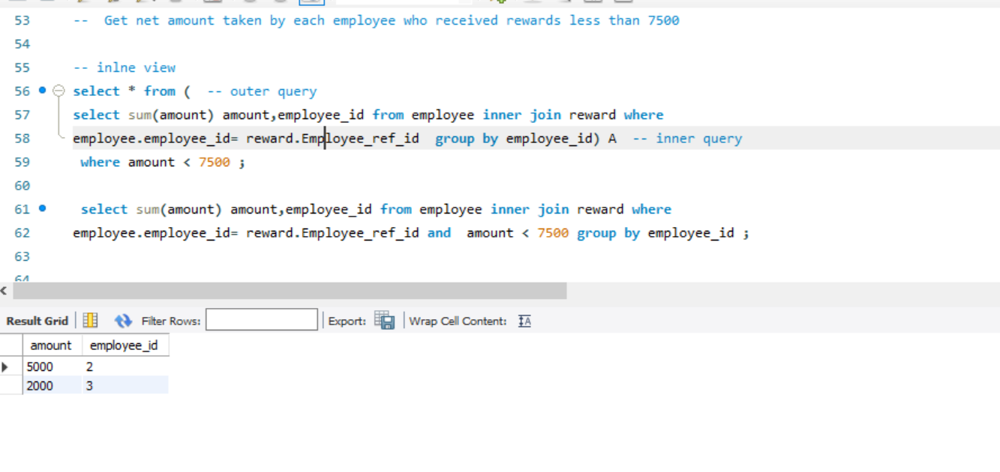 53 -- Get net amount taken by each employee who received rewards less than 7500
54
55 -- inlne view
56 select * from ( -- outer query
57 select sum(amount) amount,employee_id from employee inner join reward where
58 employee.employee_id= reward.Employee_ref_id group by employee_id) A -- inner query
59 where amount < 7500 ;
60
61 select sum(amount) amount,employee_id from employee inner join reward where
62 employee.employee_id= reward.Employee_ref_id and amount < 7500 group by employee_id ;
63
64
Result Grid Filter Rows: Export: Wrap Cell Content:
amount employee_id
5000 2
2000 3